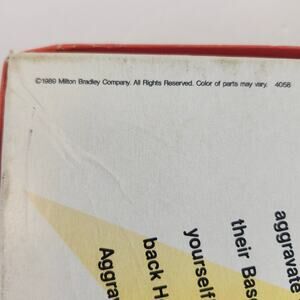 ©1989 Milton Bradley Company. All Rights Reserved. Color of parts may vary. 4058
aggravate
their Bas
yourself
back H
Aggra